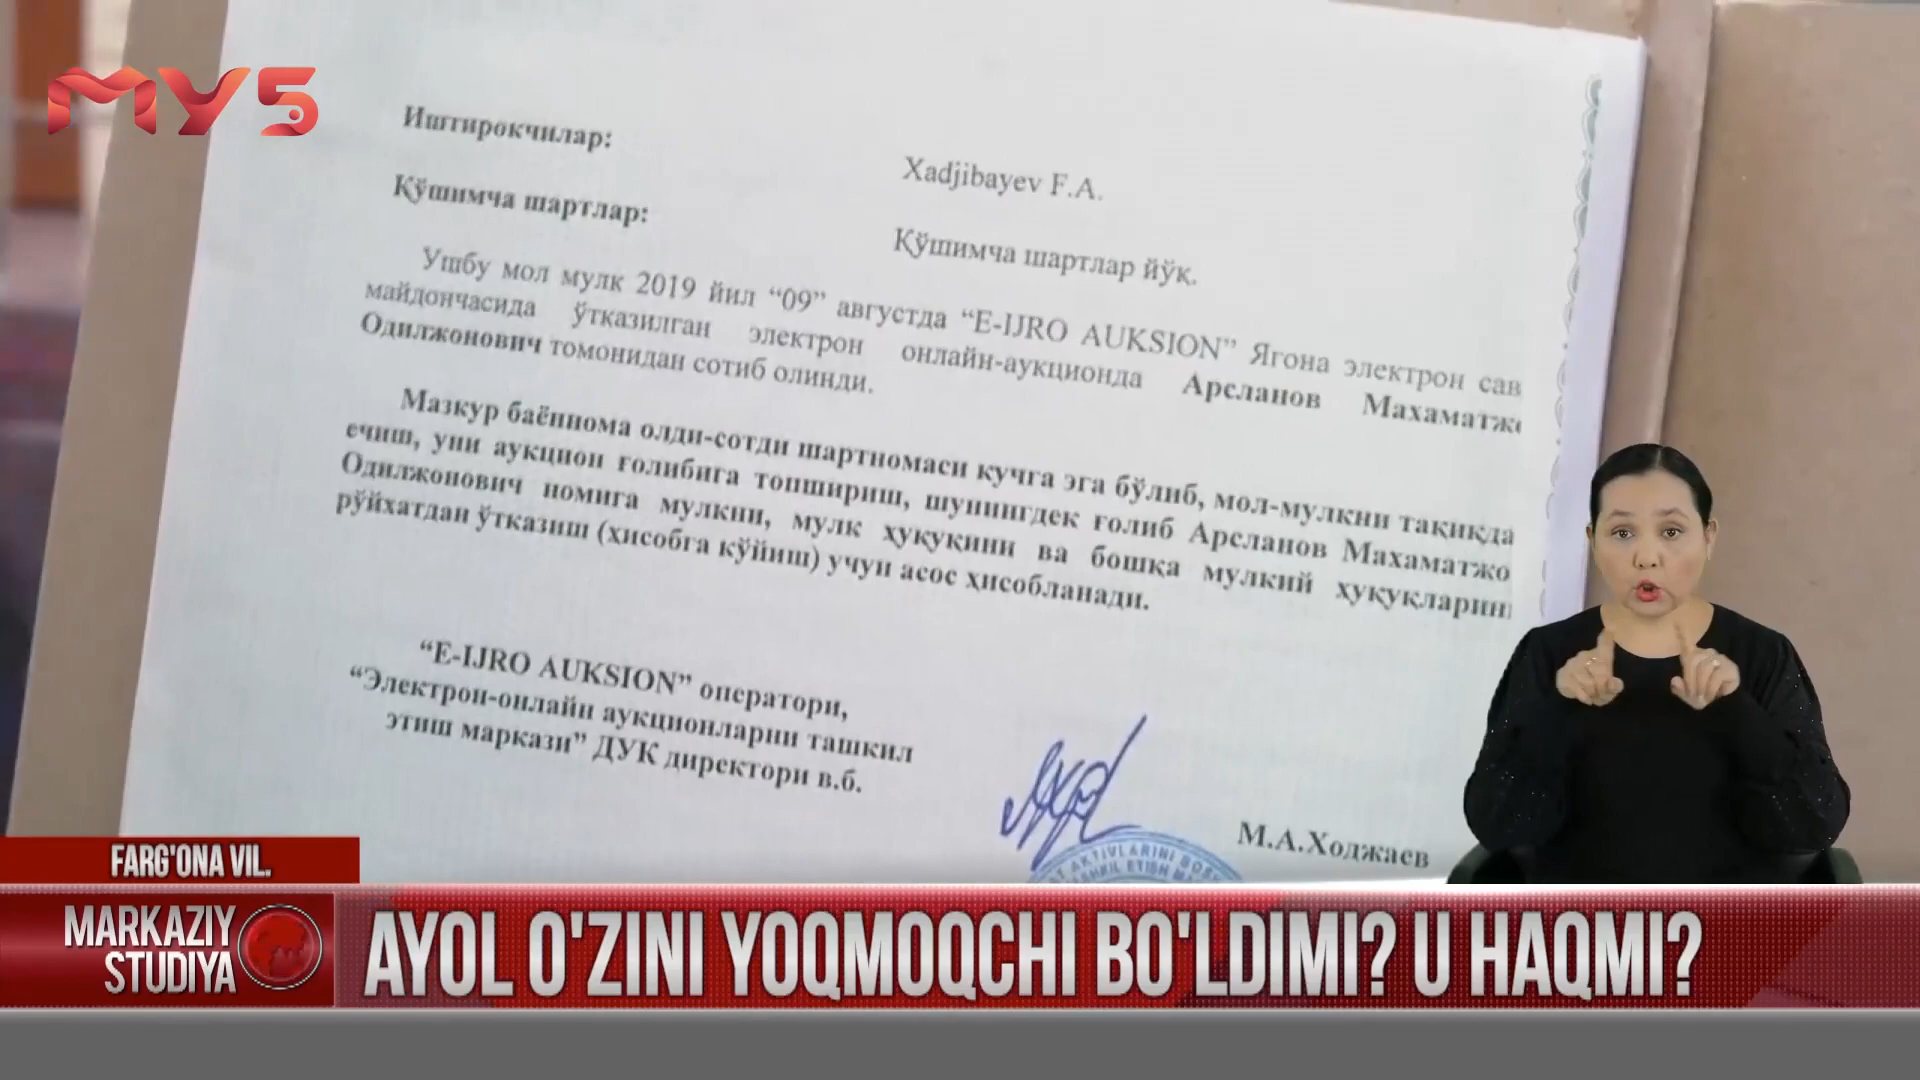 MY5
Иштирокчилар:
Xadjibayev F.A.
Қўшимча шартлар:
Қўшимча шартлар йўқ.
Ушбу мол мулк 2019 йил “09” августда “E-IJRO AUKSION” Ягона электрон сав
майдончасида ўтказилган электрон онлайн-аукционда Арсланов Махаматжо
Одилжонович томонидан сотиб олинди.
Мазкур баённома олди-сотди шартномаси кучга эга бўлиб, мол-мулкни тақиқда
ечиш, уни аукцион ғолибига топшириш, шунингдек ғолиб Арсланов Махаматжо
Одилжонович номига мулкни, мулк ҳуқуқини ва бошқа мулкий ҳуқуқларини
рўйхатдан ўтказиш (ҳисобга қўйиш) учун асос ҳисобланади.
“E-IJRO AUKSION” оператори,
“Электрон-онлайн аукционларни ташкил
этиш маркази” ДУК директори в.б.
М.А.Ходжаев
AKTIVLARINI
ETISH
FARG'ONA VIL.
MARKAZIY
STUDIYA
AYOL O'ZINI YOQMOQCHI BO'LDIMI? U HAQMI?